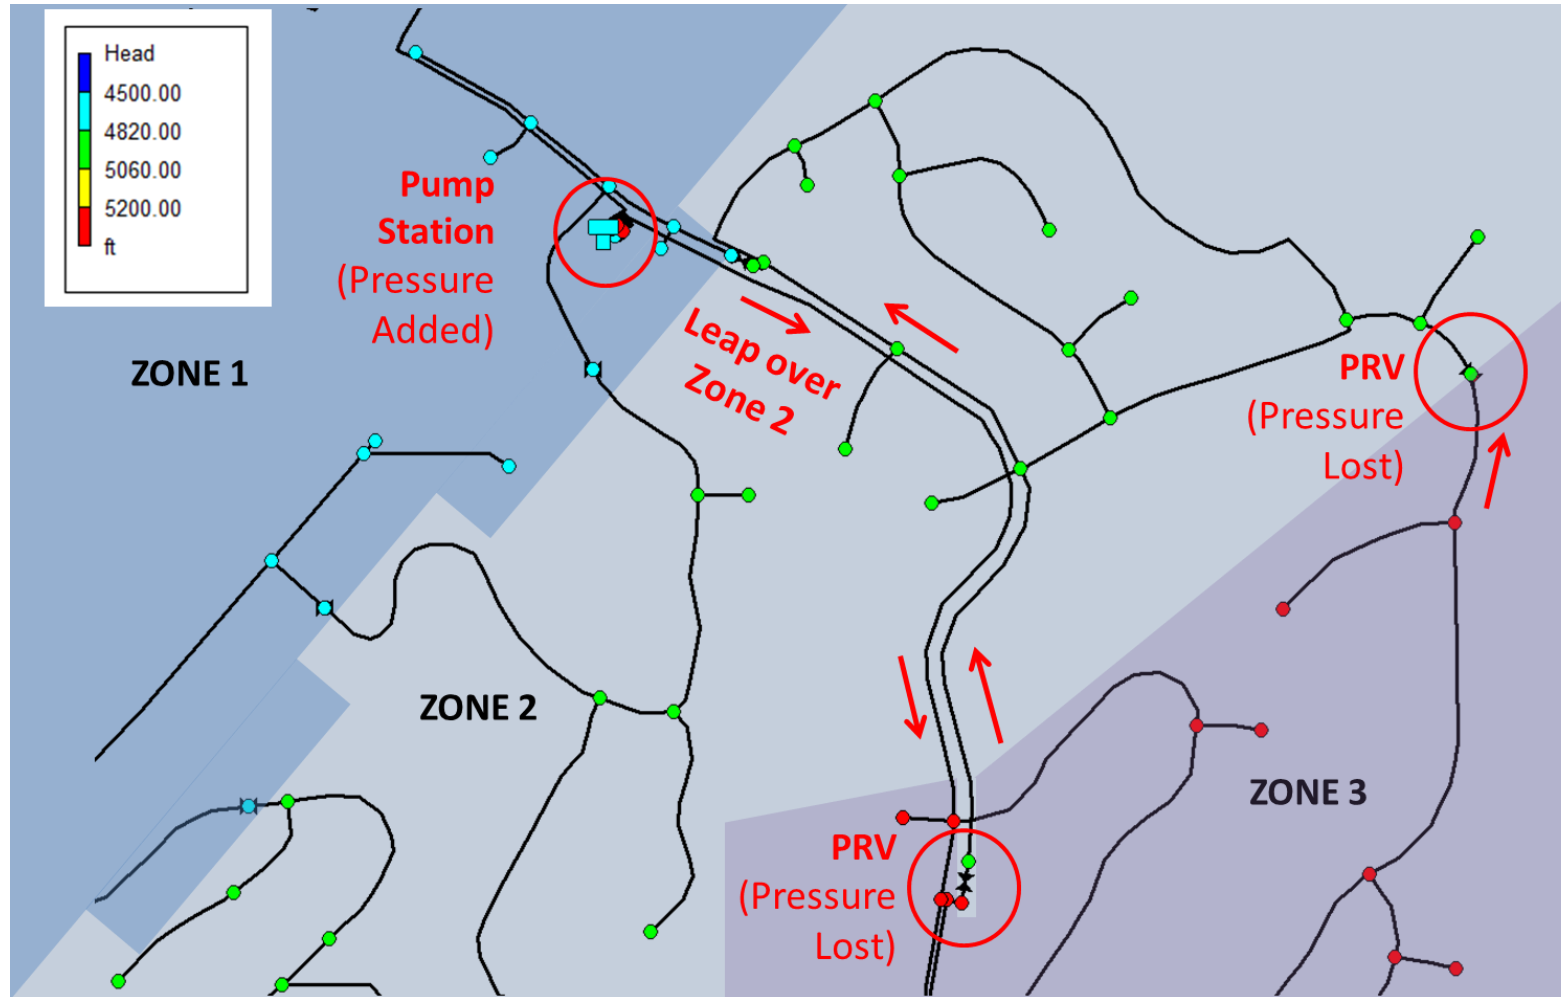 Head
4500.00
4820.00
5060.00
5200.00
ft
Pump
Station
(Pressure
Added)
ZONE 1
Leap over
Zone 2
PRV
(Pressure
Lost)
ZONE 2
ZONE 3
PRV
(Pressure
Lost)